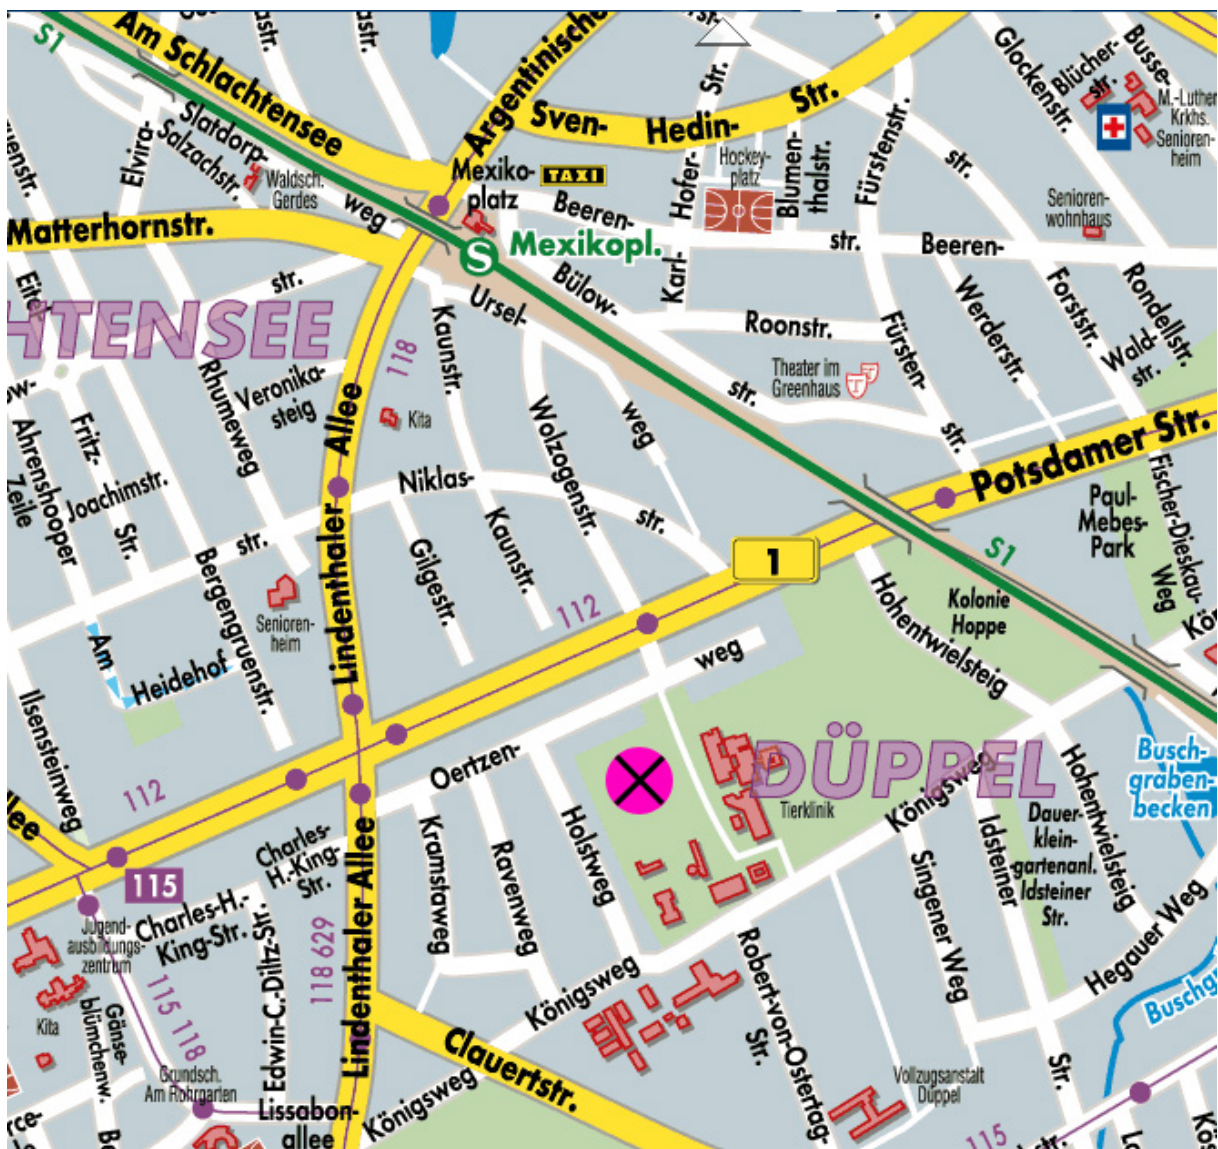 S1
Am Schlachtensee
Argentinische
Sven-
Hedin-
Str.
Glockenstr.
Blücher-
str.
Busse-
M.-Luther-
Krkhs.
Senioren-
heim
Slatdorp-
weg
Salzachstr.
Elvira-
Waldsch.
Gerdes
Mexiko-
platz
TAXI
Beeren-
str.
Beeren-
Karl-
Hofer-
Str.
Hockey-
platz
Blumen-
thalstr.
Fürstenstr.
str.
Senioren-
wohnhaus
Matterhornstr.
S
Mexikopl.
Bülow-
str.
Ursel-
weg
Roonstr.
Werderstr.
Forststr.
Rondellstr.
Wald-
str.
Fürsten-
str.
Theater im
Greenhaus
str.
HTENSEE
118
Kaunstr.
Kita
Rhumeweg
Veronika-
steig
Fritz-
Joachimstr.
Str.
Ahrenshooper
Zeile
Wolzogenstr.
Niklas-
str.
Kaunstr.
Gilgestr.
Lindenthaler Allee
Potsdamer Str.
1
S1
Paul-
Mebes-
Park
Fischer-Dieskau-
Weg
Kolonie
Hoppe
Hohentwielsteig
str.
Bergengruenstr.
Senioren-
heim
Am
Heidehof
Ilsensteinweg
112
weg
Oertzen-
DÜPPEL
Tierklinik
Königsweg
Busch-
graben-
becken
Hohentwielsteig
Dauer-
klein-
gartenanl.
Idsteiner
Str.
112
115
Charles-
H.-King-
Str.
Charles-H.-
King-Str.
Edwin-C.-Diltz-Str.
Kramstaweg
Ravenweg
Holstweg
Singener Weg
Idsteiner
Str.
Hegauer Weg
Jugend-
ausbildungs-
zentrum
Kita
Gänse-
blümchenw.
115 118
118 629
Lindenthaler Allee
Königsweg
Robert-von-Ostertag-
Str.
Clauertstr.
Grundsch.
Am Rohrgarten
Lissabon-
allee
Königsweg
Vollzugsanstalt
Düppel
115